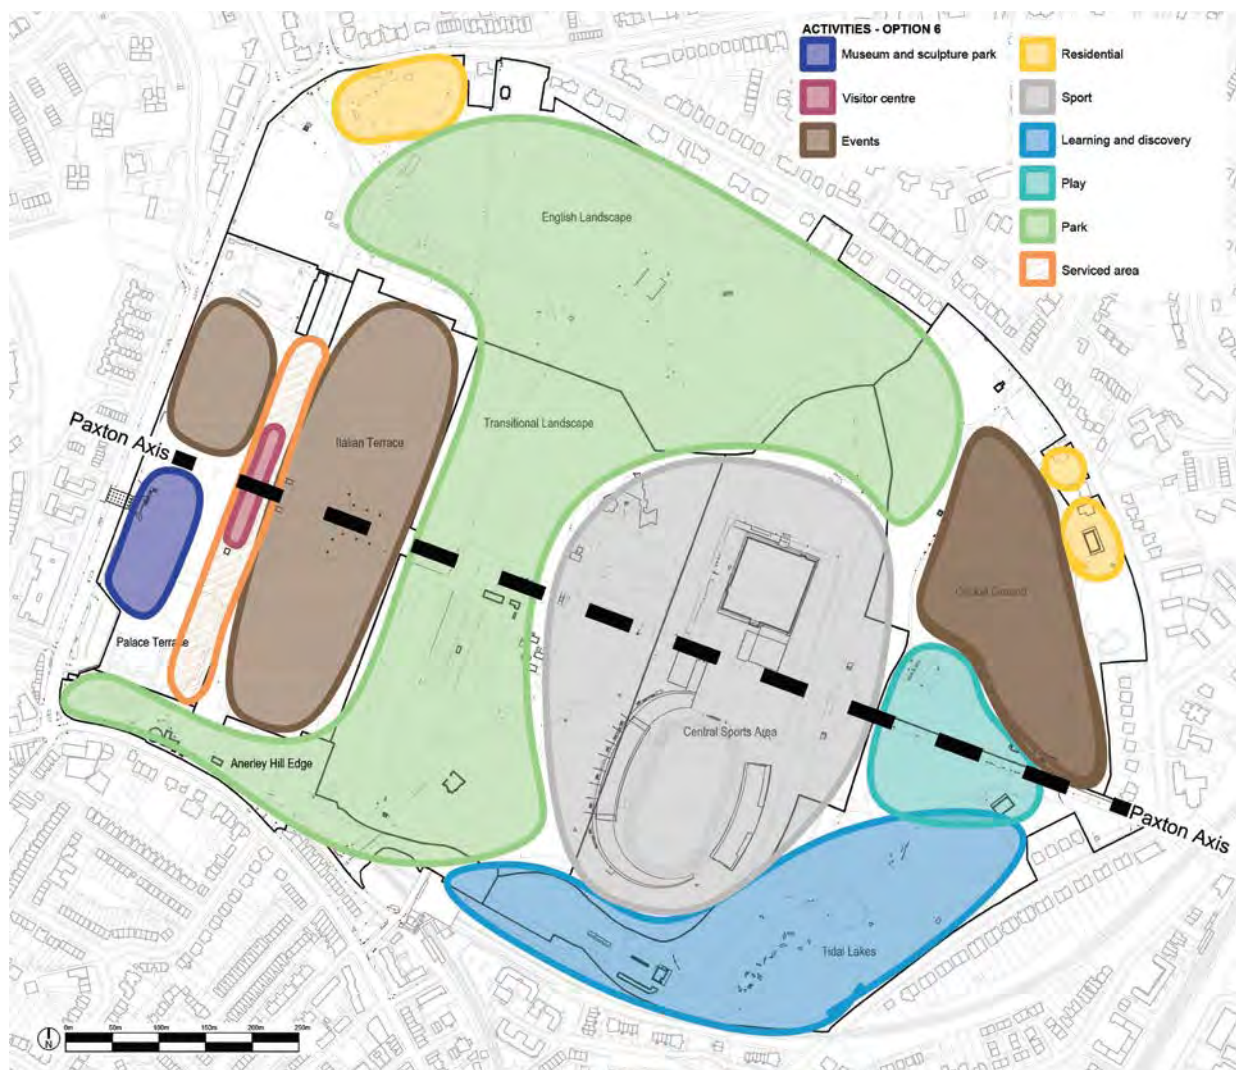 ACTIVITIES - OPTION 6
Museum and sculpture park
Visitor centre
Events
Residential
Sport
Learning and discovery
Play
Park
Serviced area
English Landscape
Transitional Landscape
Italian Terrace
Paxton Axis
Palace Terrace
Anerley Hill Edge
Cricket Ground
Central Sports Area
Paxton Axis
Tidal Lakes
N
0m 50m 100m 150m 200m 250m